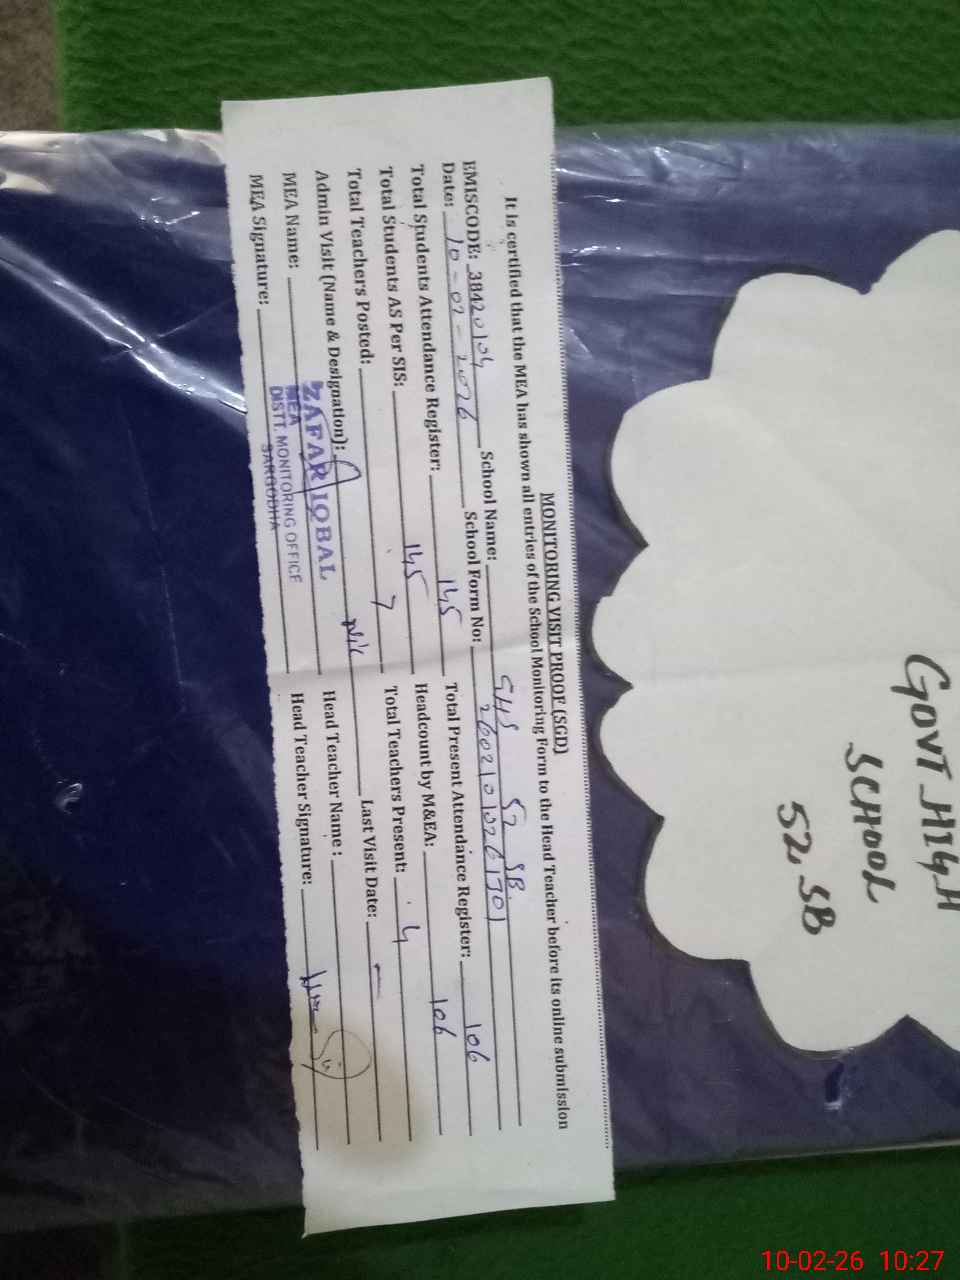 MONITORING VISIT PROOF (SGD)
It is certified that the MEA has shown all entries of the School Monitoring Form to the Head Teacher before its online submission
EMISCODE: 38420104 School Name: GHS 52 SB.
Date: 10-02-2026 School Form No: 26021010261701
Total Students Attendance Register: 145 Total Present Attendance Register: 106
Total Students AS Per SIS: 145 Headcount by M&EA: 106
Total Teachers Posted: 7 Total Teachers Present: 4
Admin Visit (Name & Designation): Nil Last Visit Date: —
MEA Name: Head Teacher Name :
MEA Signature: Head Teacher Signature:
ZAFAR IQBAL
MEA
DISTT. MONITORING OFFICE
SARGODHA
GOVT HIGH
SCHOOL
52. SB
10-02-26 10:27